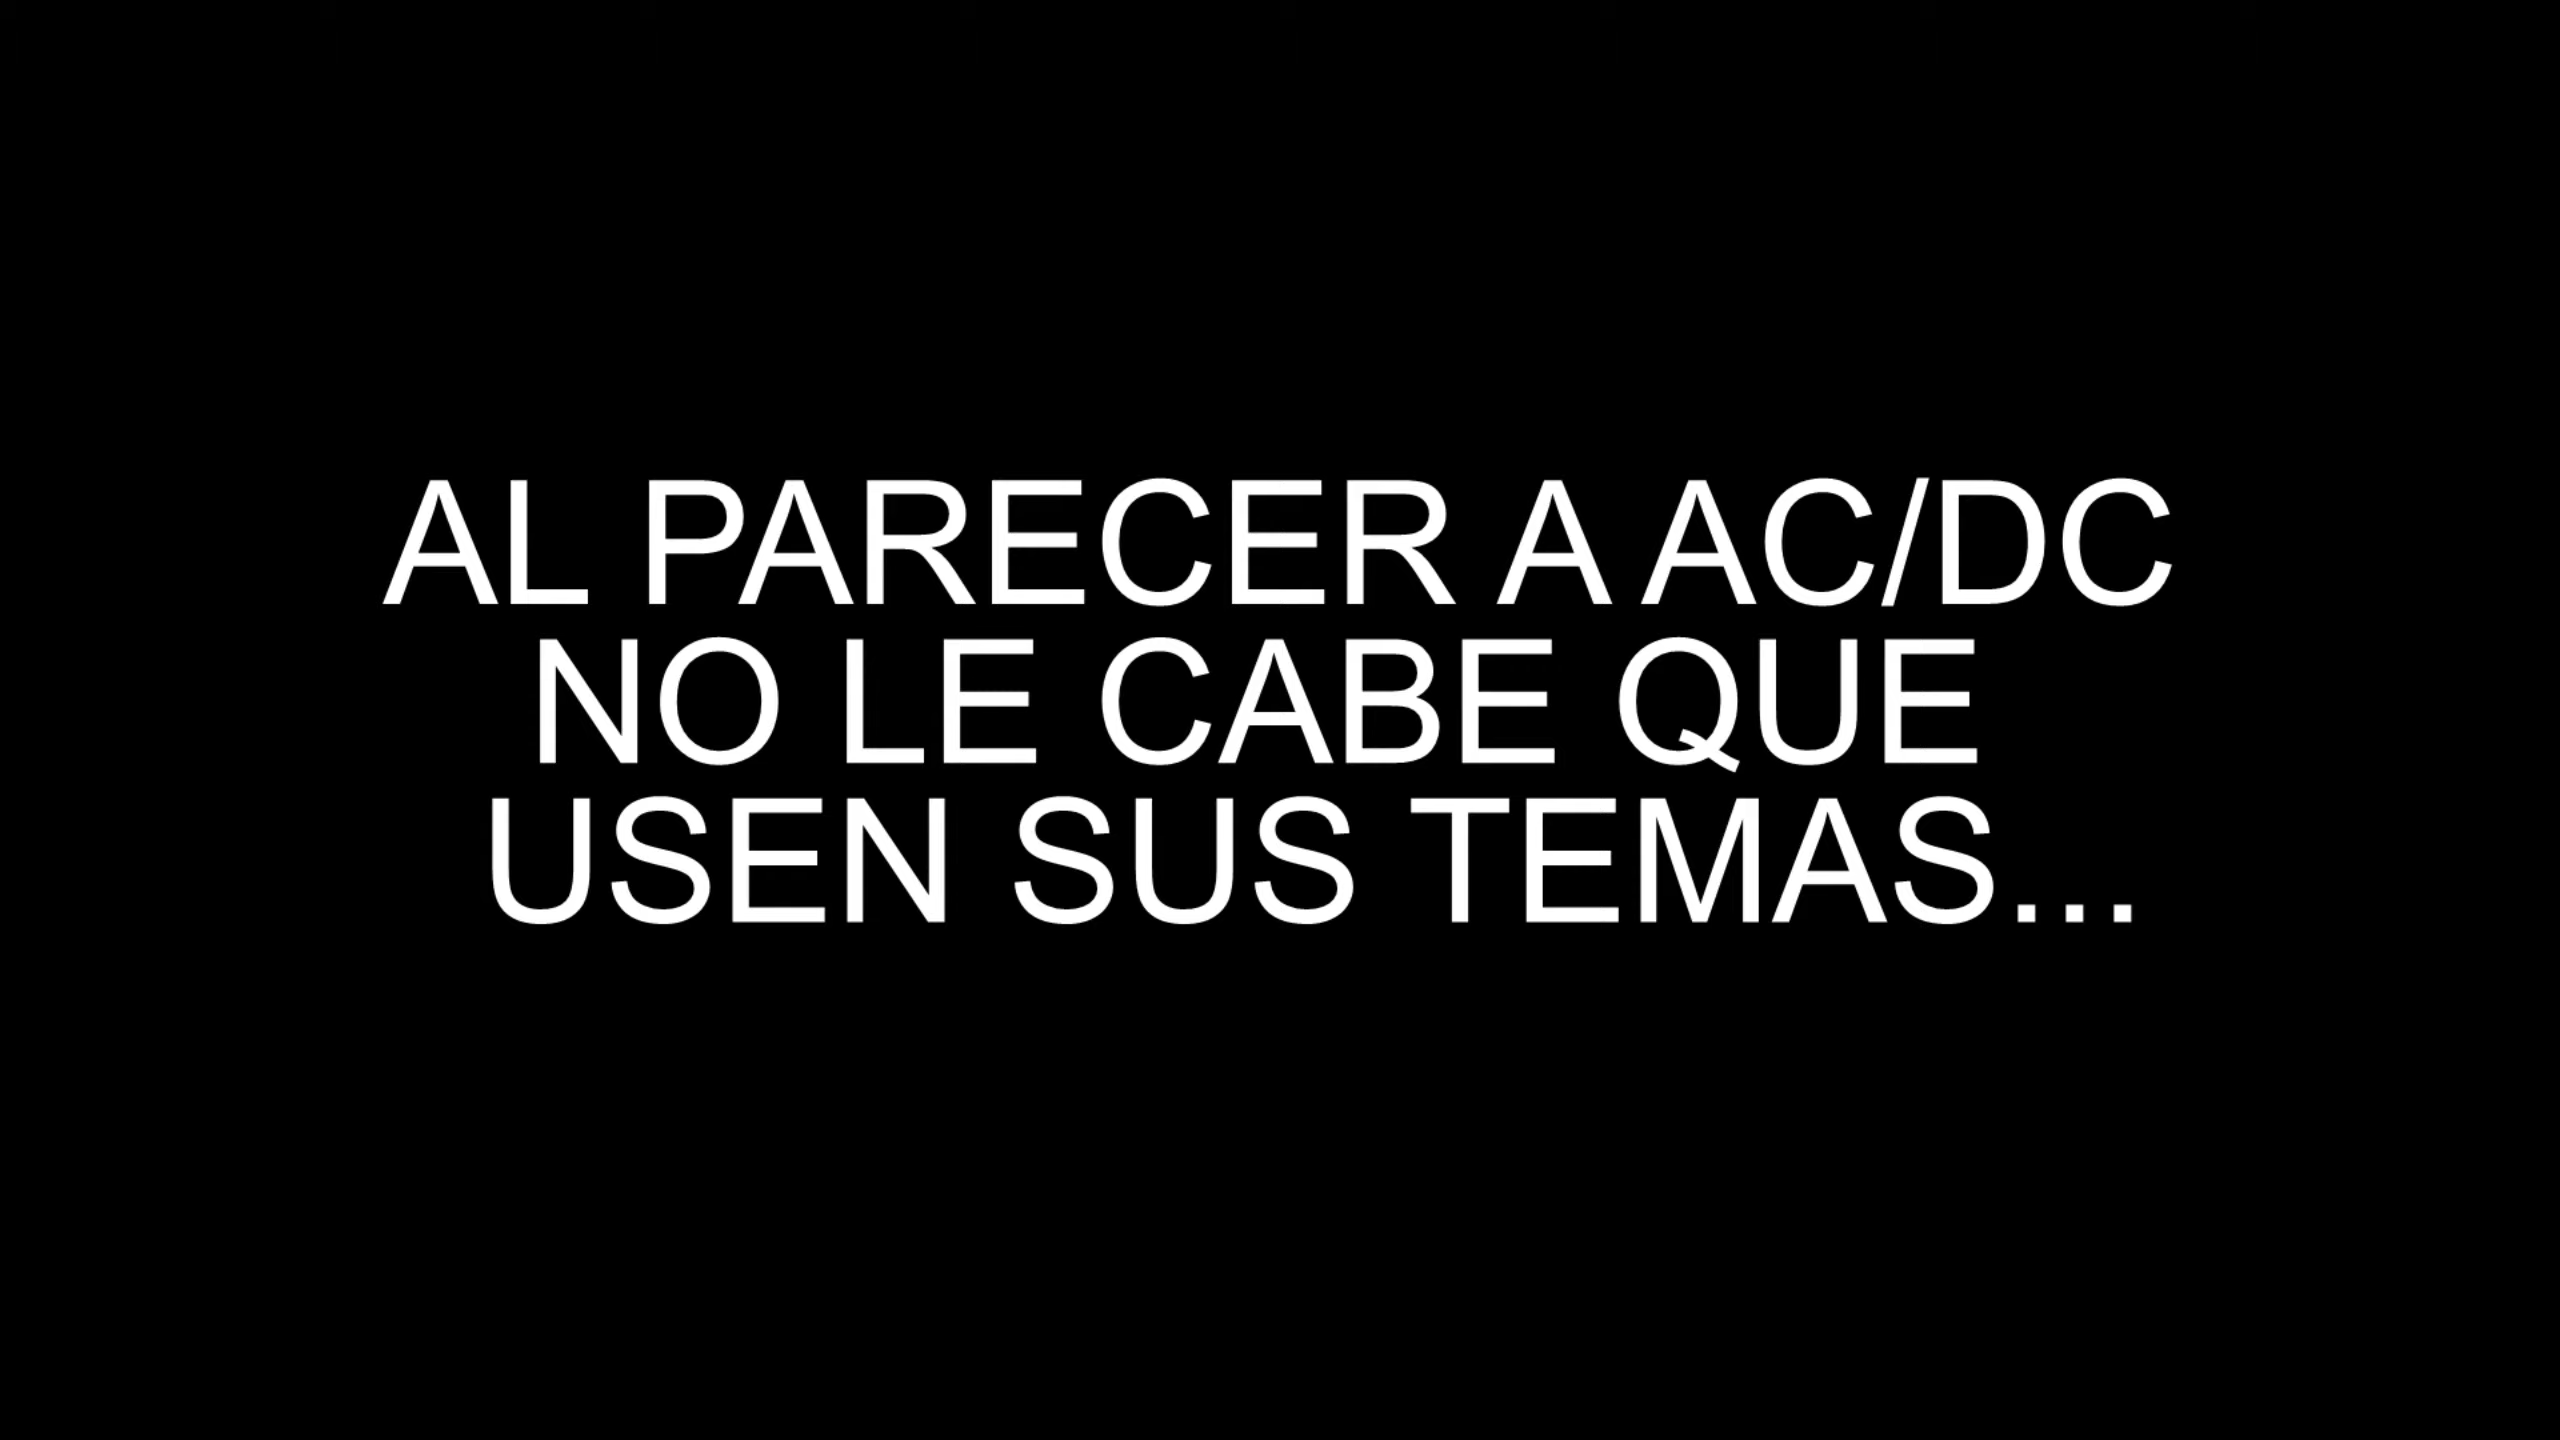 AL PARECER A AC/DC
NO LE CABE QUE
USEN SUS TEMAS...